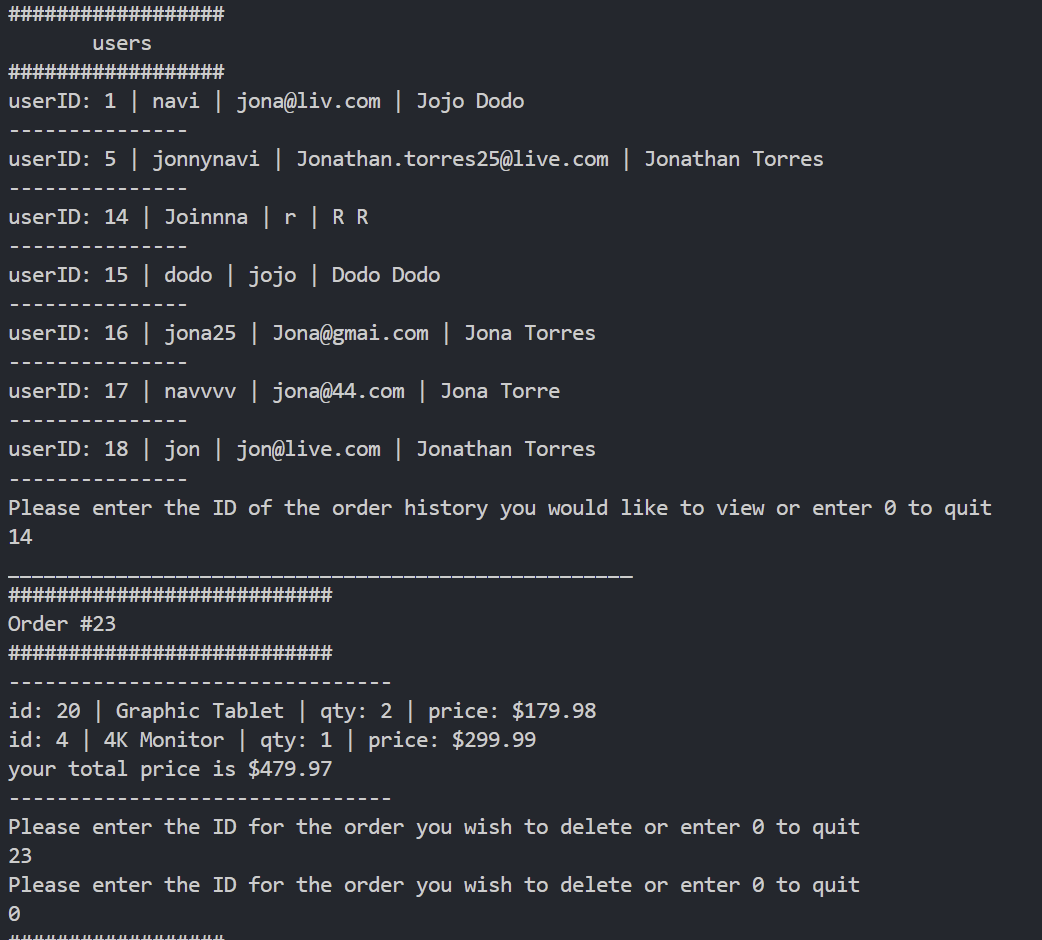 ##################
       users
##################
userID: 1 | navi | jona@liv.com | Jojo Dodo
---------------
userID: 5 | jonnynavi | Jonathan.torres25@live.com | Jonathan Torres
---------------
userID: 14 | Joinnna | r | R R
---------------
userID: 15 | dodo | jojo | Dodo Dodo
---------------
userID: 16 | jona25 | Jona@gmai.com | Jona Torres
---------------
userID: 17 | navvvv | jona@44.com | Jona Torre
---------------
userID: 18 | jon | jon@live.com | Jonathan Torres
---------------
Please enter the ID of the order history you would like to view or enter 0 to quit
14
____________________________________________________
###########################
Order #23
###########################
--------------------------------
id: 20 | Graphic Tablet | qty: 2 | price: $179.98
id: 4 | 4K Monitor | qty: 1 | price: $299.99
your total price is $479.97
--------------------------------
Please enter the ID for the order you wish to delete or enter 0 to quit
23
Please enter the ID for the order you wish to delete or enter 0 to quit
0
##################